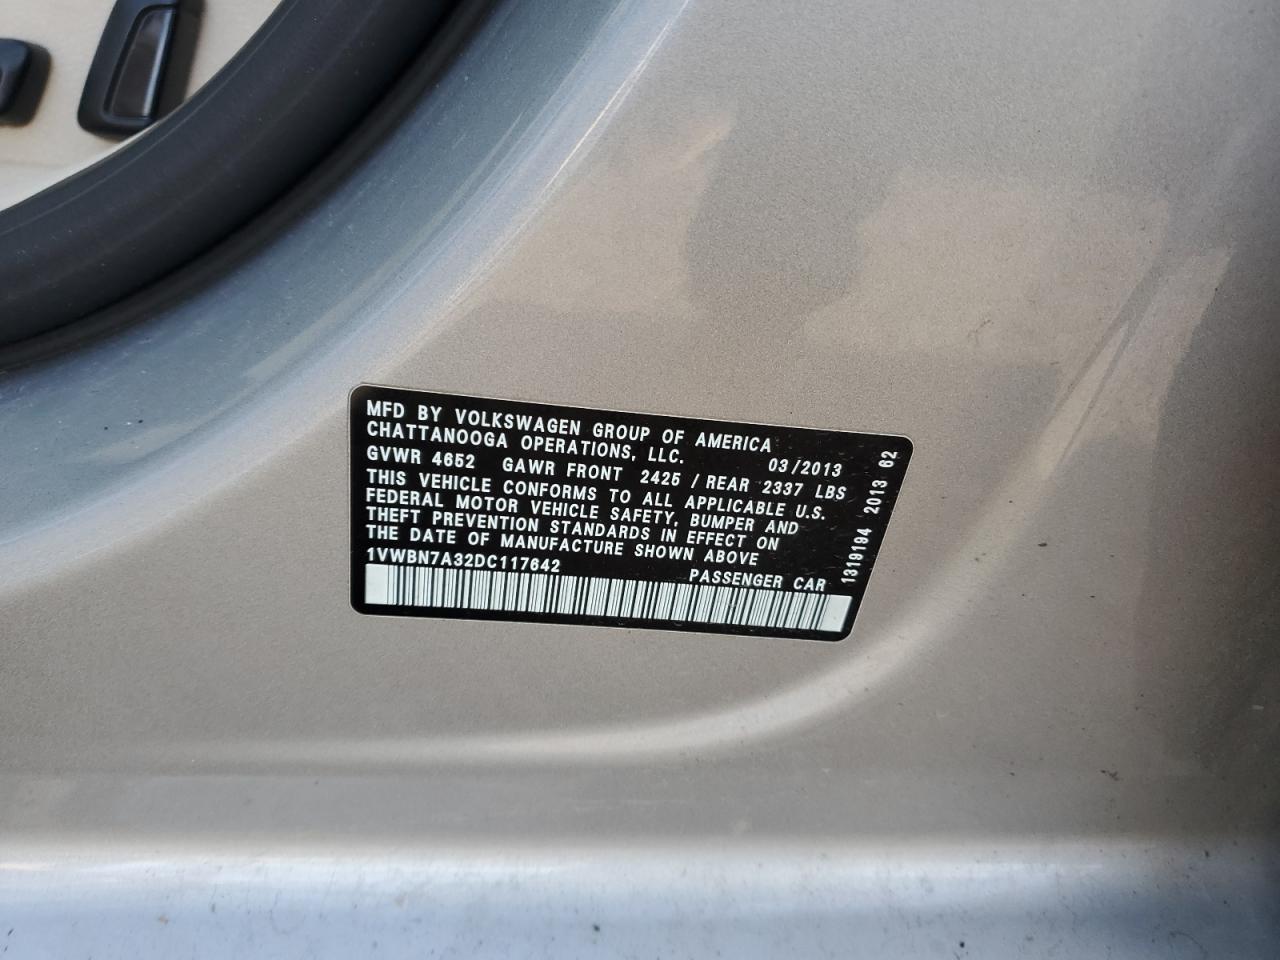 MFD BY VOLKSWAGEN GROUP OF AMERICA
CHATTANOOGA OPERATIONS, LLC. 03/2013
GVWR 4652 GAWR FRONT 2425 / REAR 2337 LBS
THIS VEHICLE CONFORMS TO ALL APPLICABLE U.S.
FEDERAL MOTOR VEHICLE SAFETY, BUMPER AND
THEFT PREVENTION STANDARDS IN EFFECT ON
THE DATE OF MANUFACTURE SHOWN ABOVE
1VWBN7A32DC117642 PASSENGER CAR
1319194 2013 62